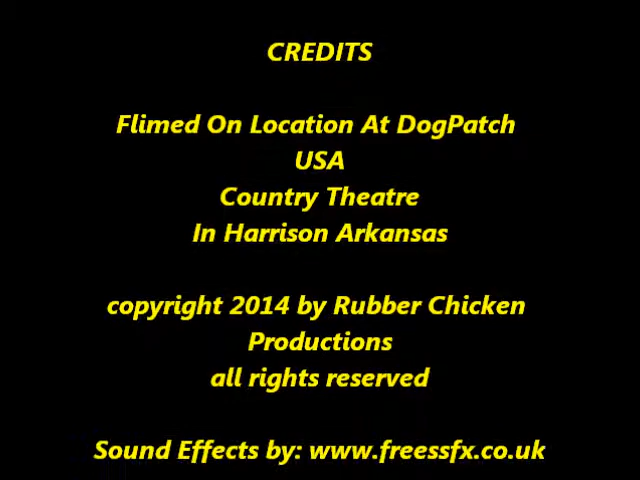 CREDITS
Flimed On Location At DogPatch
USA
Country Theatre
In Harrison Arkansas
copyright 2014 by Rubber Chicken
Productions
all rights reserved
Sound Effects by: www.freessfx.co.uk